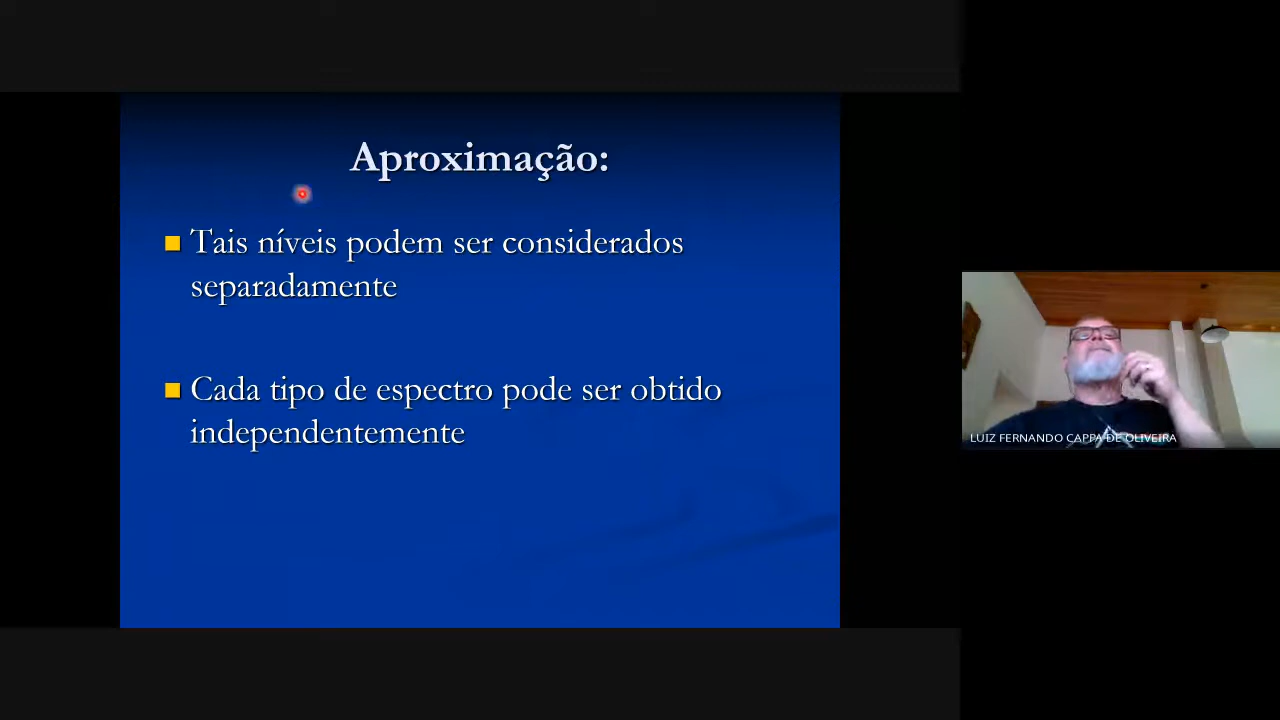 Aproximação:
Tais níveis podem ser considerados
separadamente
Cada tipo de espectro pode ser obtido
independentemente
LUIZ FERNANDO CAPPA DE OLIVEIRA